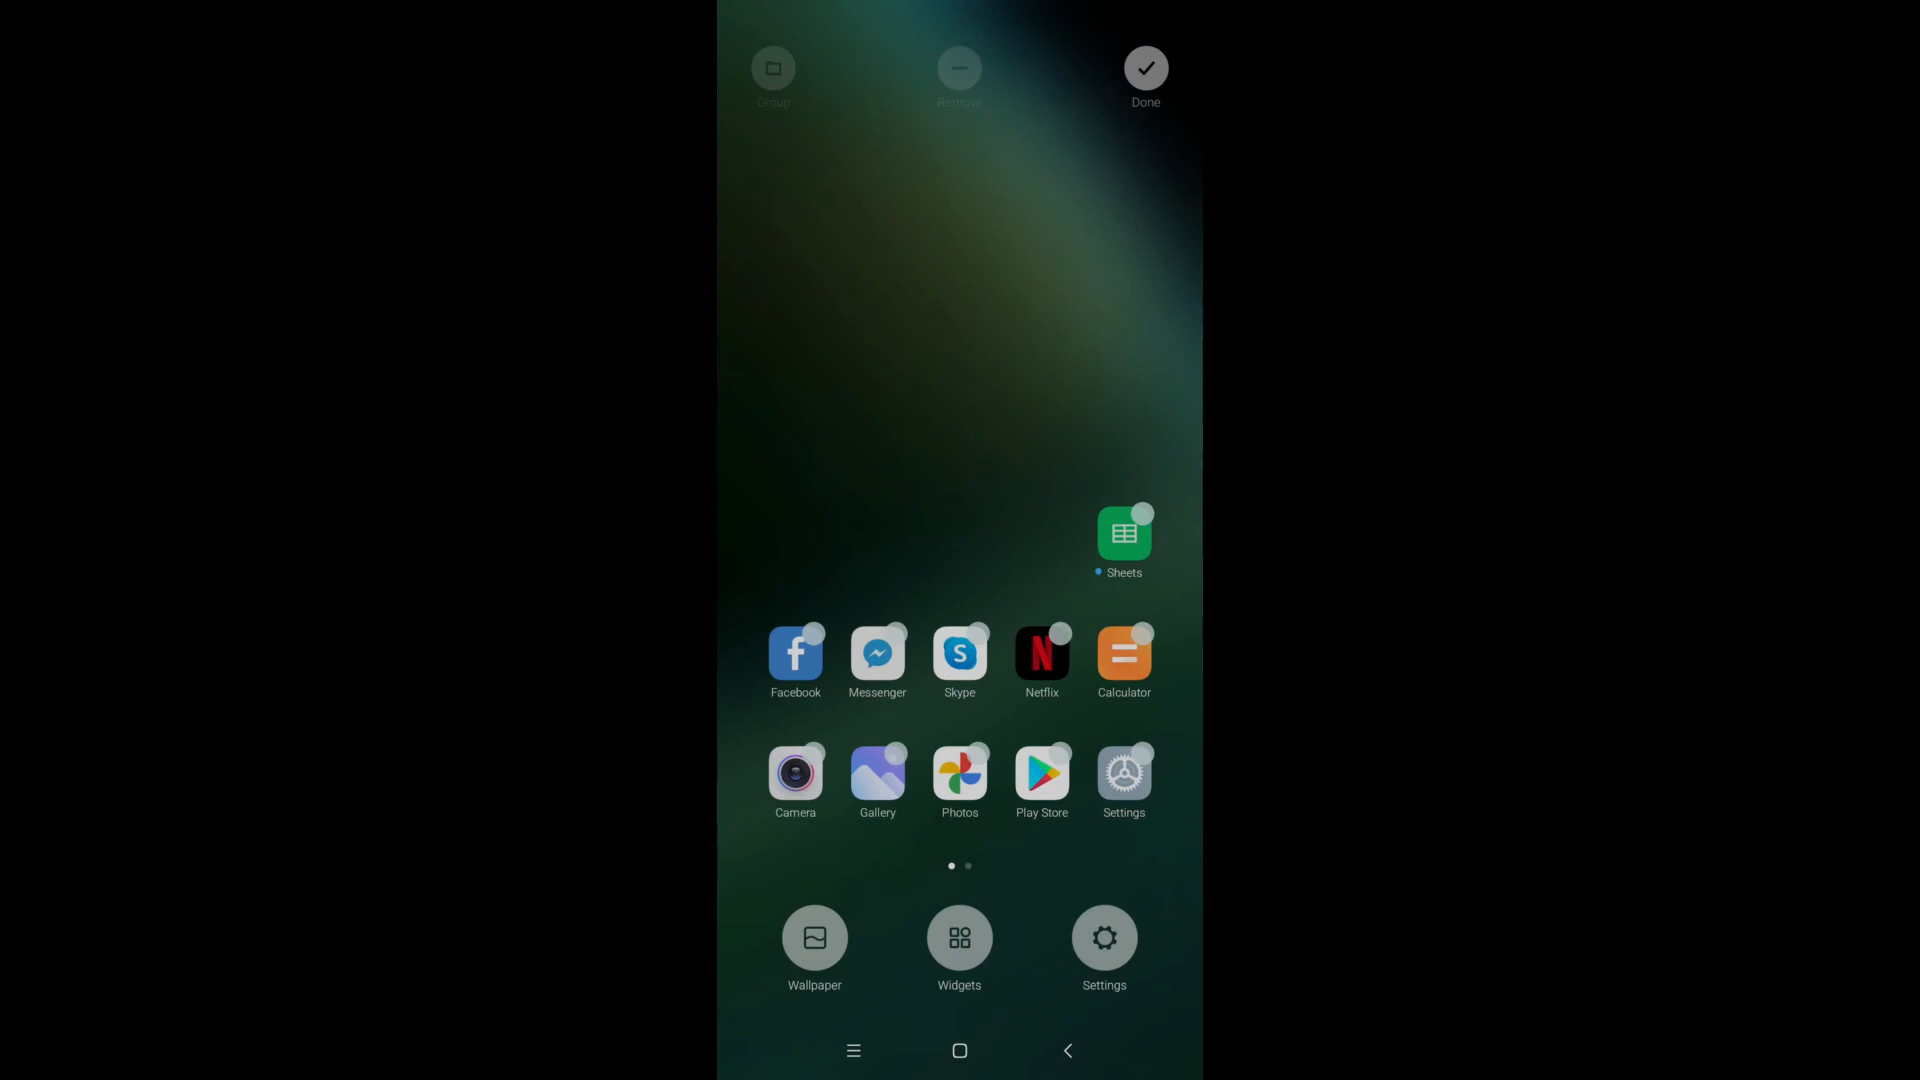 Group Remove Done
Sheets
Facebook Messenger Skype Netflix Calculator
Camera Gallery Photos Play Store Settings
Wallpaper Widgets Settings